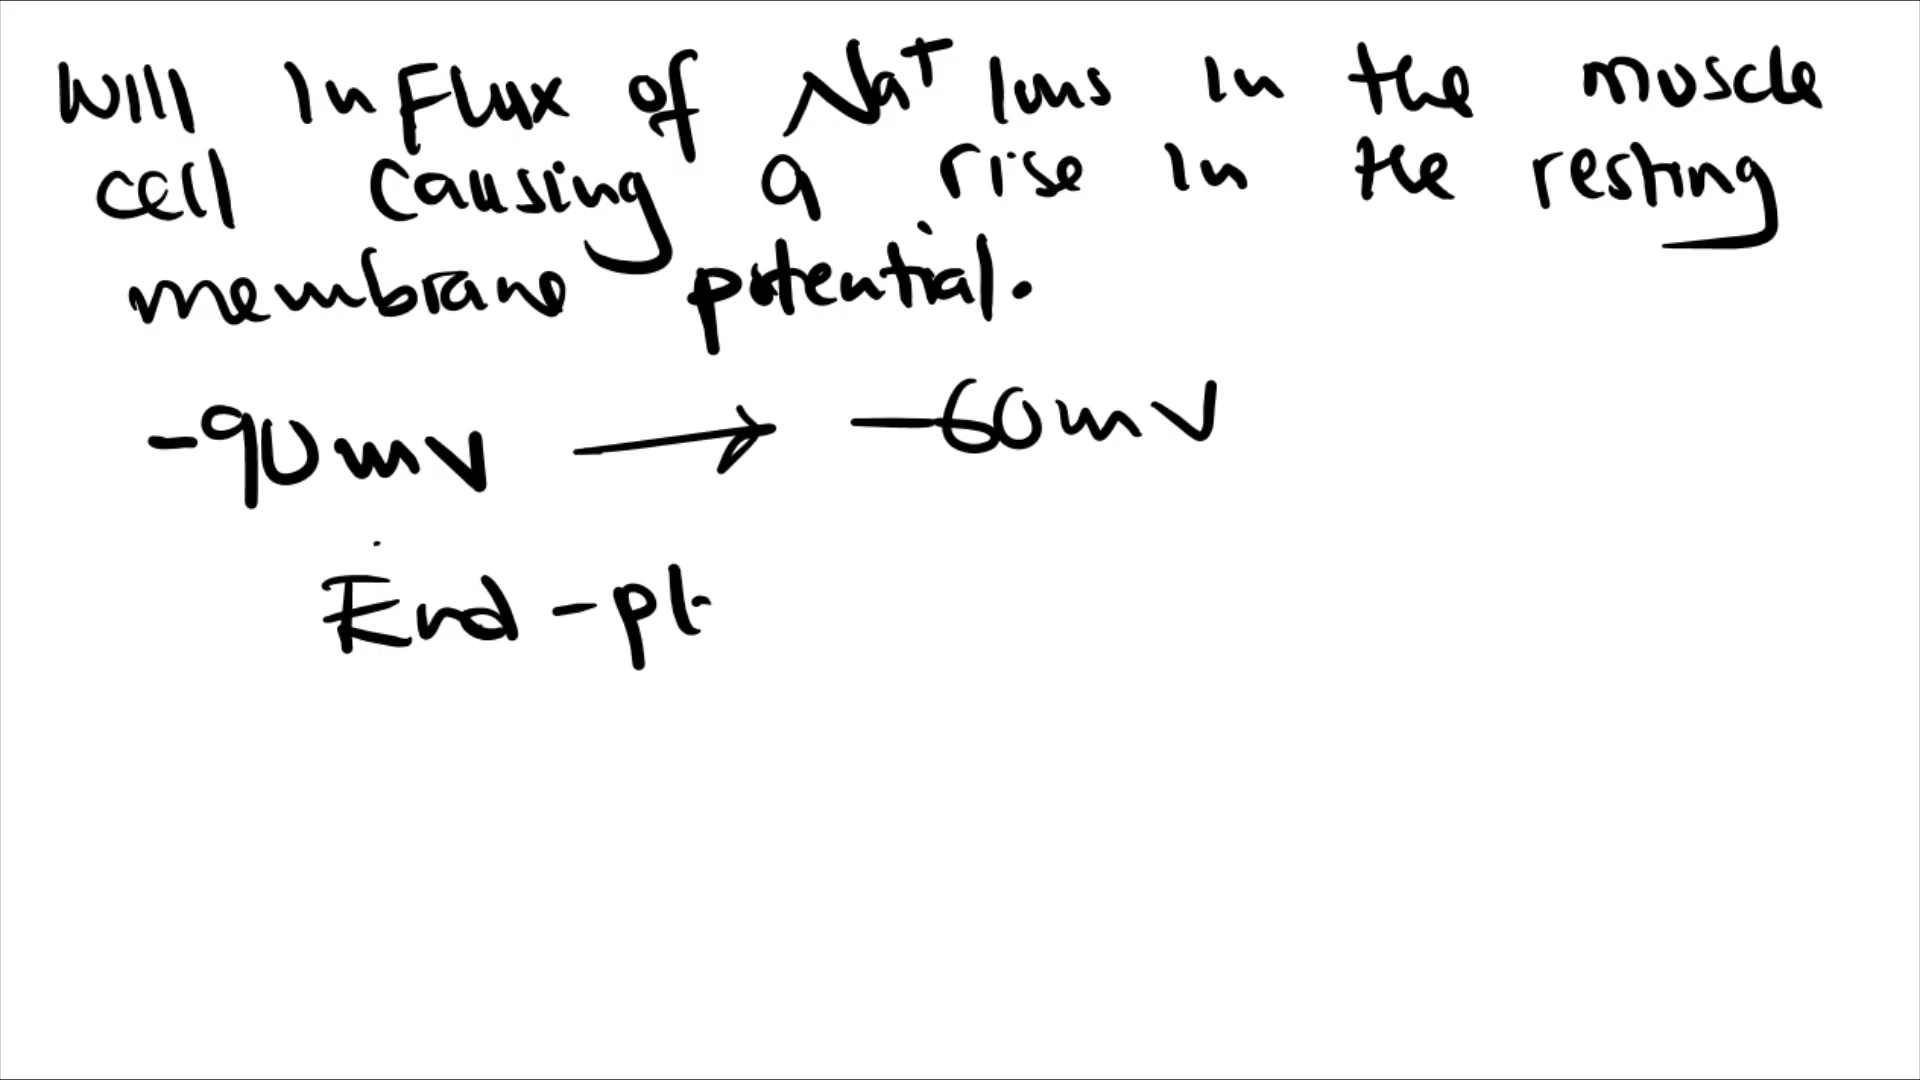 Will InFlux of Na⁺ Ions in the muscle
cell causing a rise in the resting
membrane potential.
-90mv → -60mv
End-pl